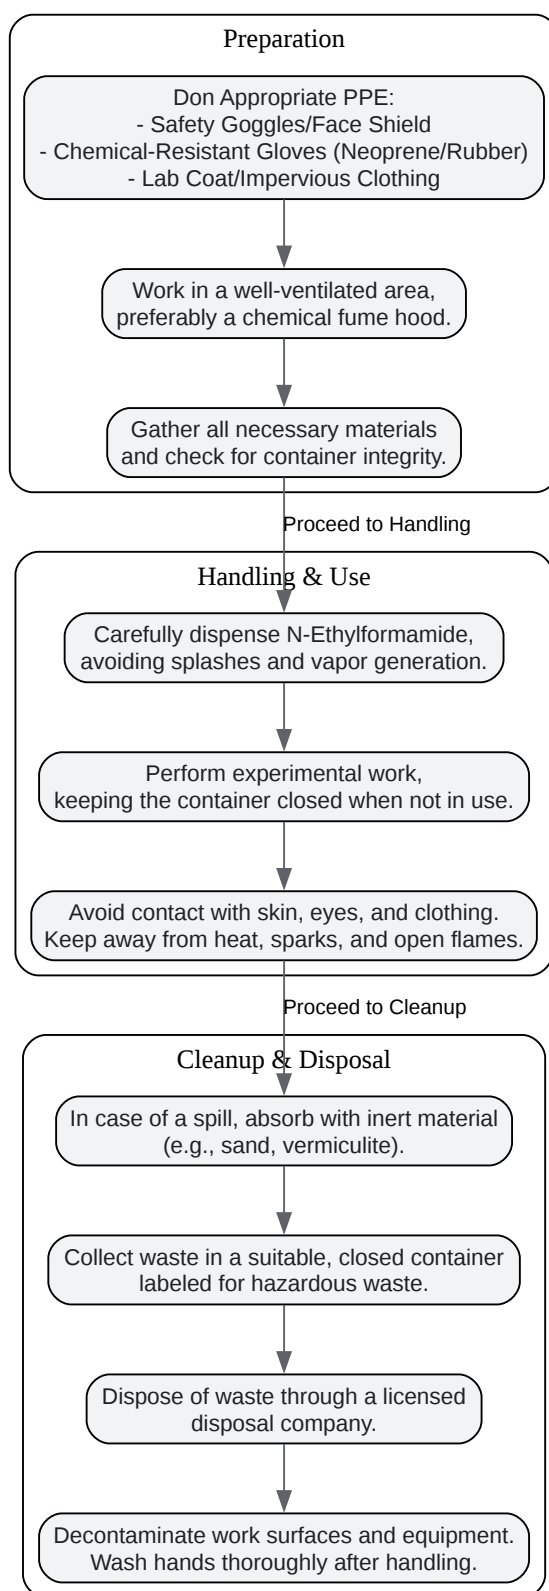 Preparation
Don Appropriate PPE:
- Safety Goggles/Face Shield
- Chemical-Resistant Gloves (Neoprene/Rubber)
- Lab Coat/Impervious Clothing
Work in a well-ventilated area,
preferably a chemical fume hood.
Gather all necessary materials
and check for container integrity.
Proceed to Handling
Handling & Use
Carefully dispense N-Ethylformamide,
avoiding splashes and vapor generation.
Perform experimental work,
keeping the container closed when not in use.
Avoid contact with skin, eyes, and clothing.
Keep away from heat, sparks, and open flames.
Proceed to Cleanup
Cleanup & Disposal
In case of a spill, absorb with inert material
(e.g., sand, vermiculite).
Collect waste in a suitable, closed container
labeled for hazardous waste.
Dispose of waste through a licensed
disposal company.
Decontaminate work surfaces and equipment.
Wash hands thoroughly after handling.